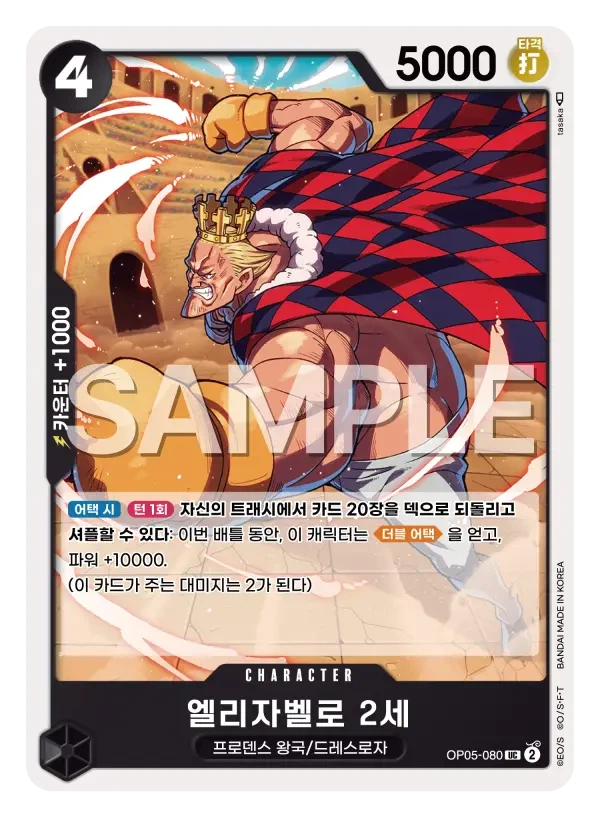 4
5000
타격
打
tasaka
⚡카운터 +1000
SAMPLE
어택 시 턴 1회 자신의 트래시에서 카드 20장을 덱으로 되돌리고
셔플할 수 있다: 이번 배틀 동안, 이 캐릭터는 더블 어택 을 얻고,
파워 +10000.
(이 카드가 주는 대미지는 2가 된다)
CHARACTER
엘리자벨로 2세
프로덴스 왕국/드레스로자
OP05-080 UC 2
©E.O/S ©O/S・F・T BANDAI MADE IN KOREA